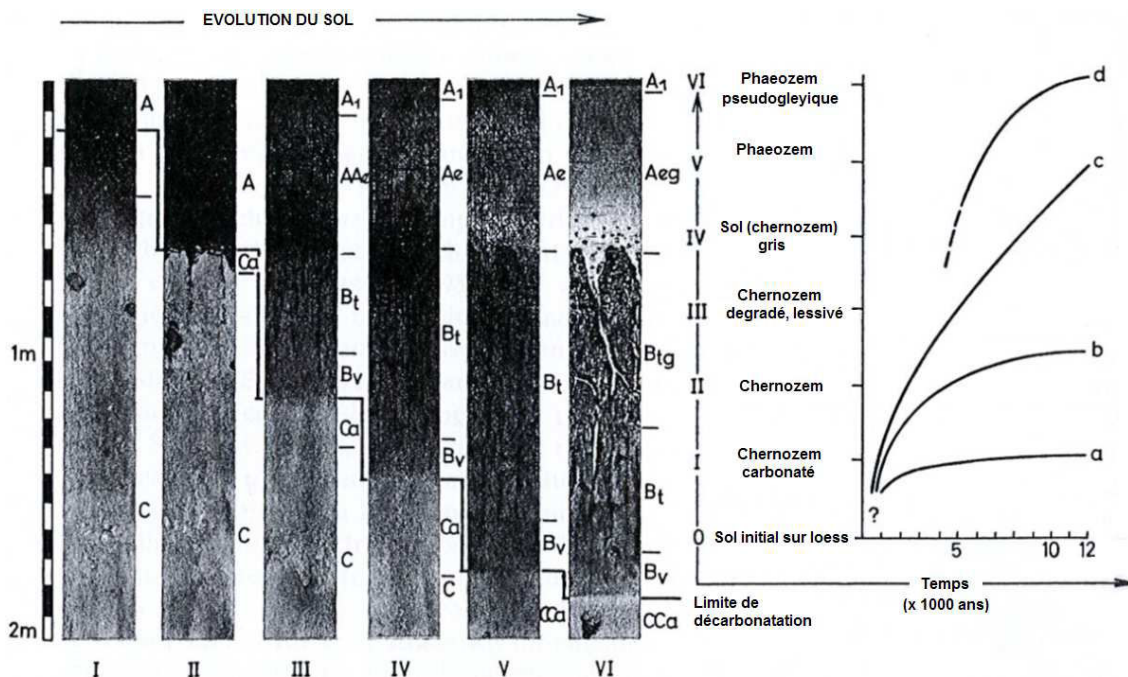 EVOLUTION DU SOL
A
C
I
A
Ca
C
II
A1
AAe
Bt
Bv
Ca
C
III
A1
Ae
Bt
Bv
Ca
C
IV
A1
Ae
Bt
Bv
CCa
V
A1
Aeg
Btg
Bt
Bv
CCa
VI
1m
2m
VI
Phaeozem
pseudogleyique
V
Phaeozem
IV
Sol (chernozem)
gris
III
Chernozem
degradé, lessivé
II
Chernozem
I
Chernozem
carbonaté
0
Sol initial sur loess
Limite de
décarbonatation
d
c
b
a
?
5
10
12
Temps
(x 1000 ans)